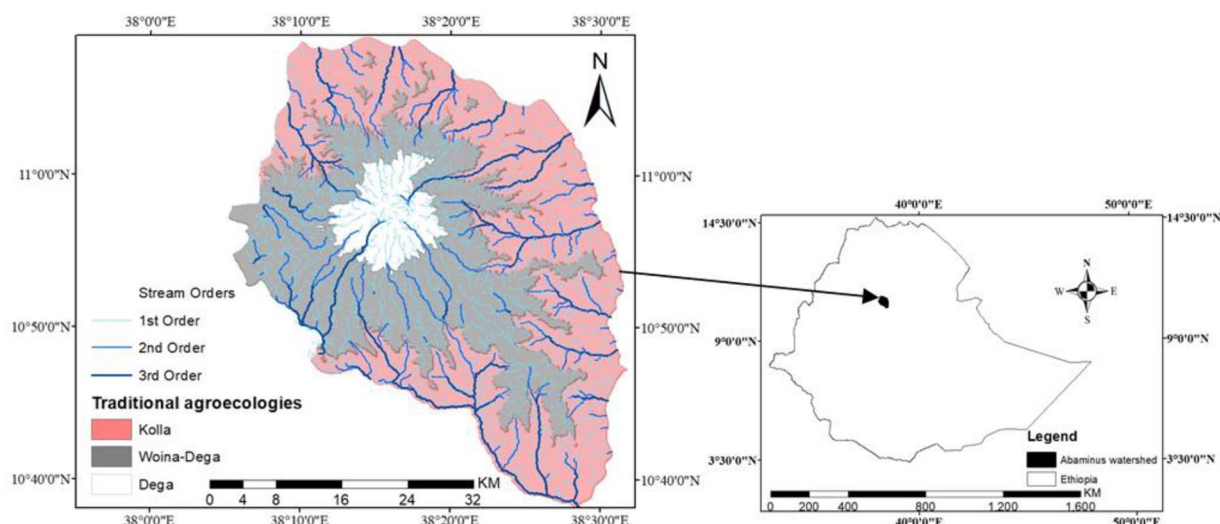 38°0'0"E 38°10'0"E 38°20'0"E 38°30'0"E
N
11°0'0"N 11°0'0"N
Stream Orders
1st Order
2nd Order
3rd Order
10°50'0"N 10°50'0"N
Traditional agroecologies
Kolla
Woina-Dega
Dega
10°40'0"N 10°40'0"N
KM
0 4 8 16 24 32
38°0'0"E 38°10'0"E 38°20'0"E 38°30'0"E
40°0'0"E 50°0'0"E
14°30'0"N 14°30'0"N
N
W E
S
9°0'0"N 9°0'0"N
Legend
Abaminus watershed
Ethiopia
3°30'0"N 3°30'0"N
KM
0 200 400 800 1,200 1,600
40°0'0"E 50°0'0"E